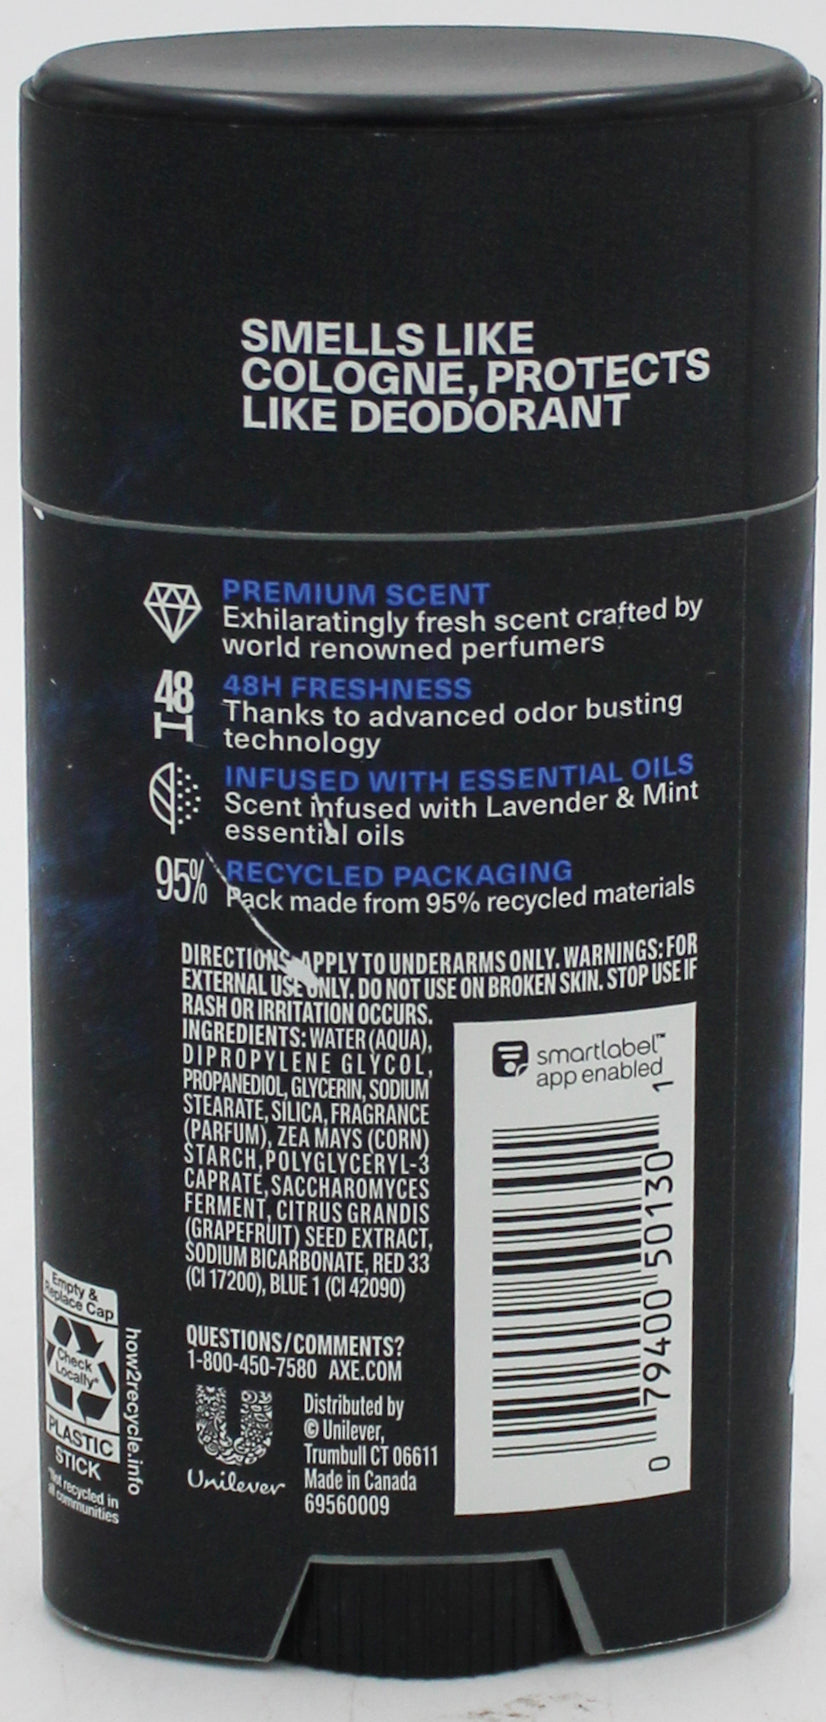 SMELLS LIKE
COLOGNE, PROTECTS
LIKE DEODORANT
PREMIUM SCENT
Exhilaratingly fresh scent crafted by
world renowned perfumers
48
H
48H FRESHNESS
Thanks to advanced odor busting
technology
INFUSED WITH ESSENTIAL OILS
Scent infused with Lavender & Mint
essential oils
95%
RECYCLED PACKAGING
Pack made from 95% recycled materials
DIRECTIONS: APPLY TO UNDERARMS ONLY. WARNINGS: FOR
EXTERNAL USE ONLY. DO NOT USE ON BROKEN SKIN. STOP USE IF
RASH OR IRRITATION OCCURS.
INGREDIENTS: WATER (AQUA),
DIPROPYLENE GLYCOL,
PROPANEDIOL, GLYCERIN, SODIUM
STEARATE, SILICA, FRAGRANCE
(PARFUM), ZEA MAYS (CORN)
STARCH, POLYGLYCERYL-3
CAPRATE, SACCHAROMYCES
FERMENT, CITRUS GRANDIS
(GRAPEFRUIT) SEED EXTRACT,
SODIUM BICARBONATE, RED 33
(CI 17200), BLUE 1 (CI 42090)
smartlabel™
app enabled
0 79400 50130 1
QUESTIONS/COMMENTS?
1-800-450-7580 AXE.COM
Unilever
Distributed by
© Unilever,
Trumbull CT 06611
Made in Canada
69560009
Empty &
Replace Cap
Check
Locally*
PLASTIC
STICK
*Not recycled in
all communities
how2recycle.info